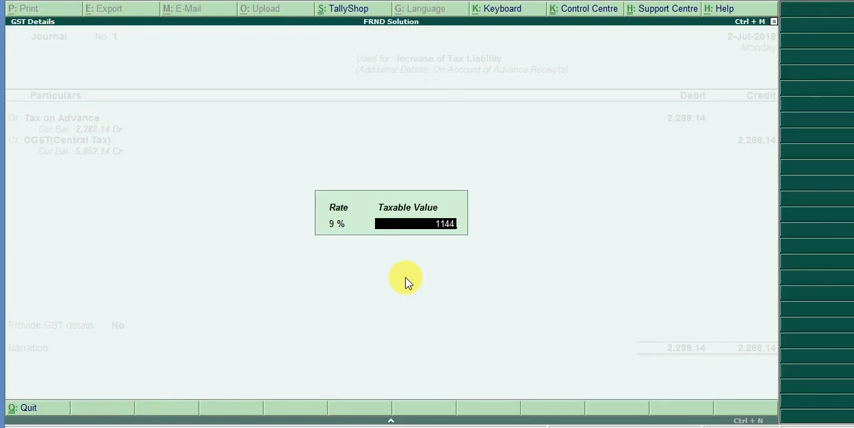 P: Print E: Export M: E-Mail O: Upload S: TallyShop G: Language K: Keyboard K: Control Centre H: Support Centre H: Help
GST Details FRND Solution Ctrl + M
Journal No. 1 2-Jul-2018
Monday
Used for: Increase of Tax Liability
(Additional Details: On Account of Advance Receipts)
Particulars Debit Credit
Dr Tax on Advance 2,288.14
Cur Bal: 2,288.14 Dr
Cr CGST(Central Tax) 2,288.14
Cur Bal: 5,852.14 Cr
Rate Taxable Value
9 % 1144
Provide GST details: No
Narration: 2,288.14 2,288.14
Q: Quit
Ctrl + N